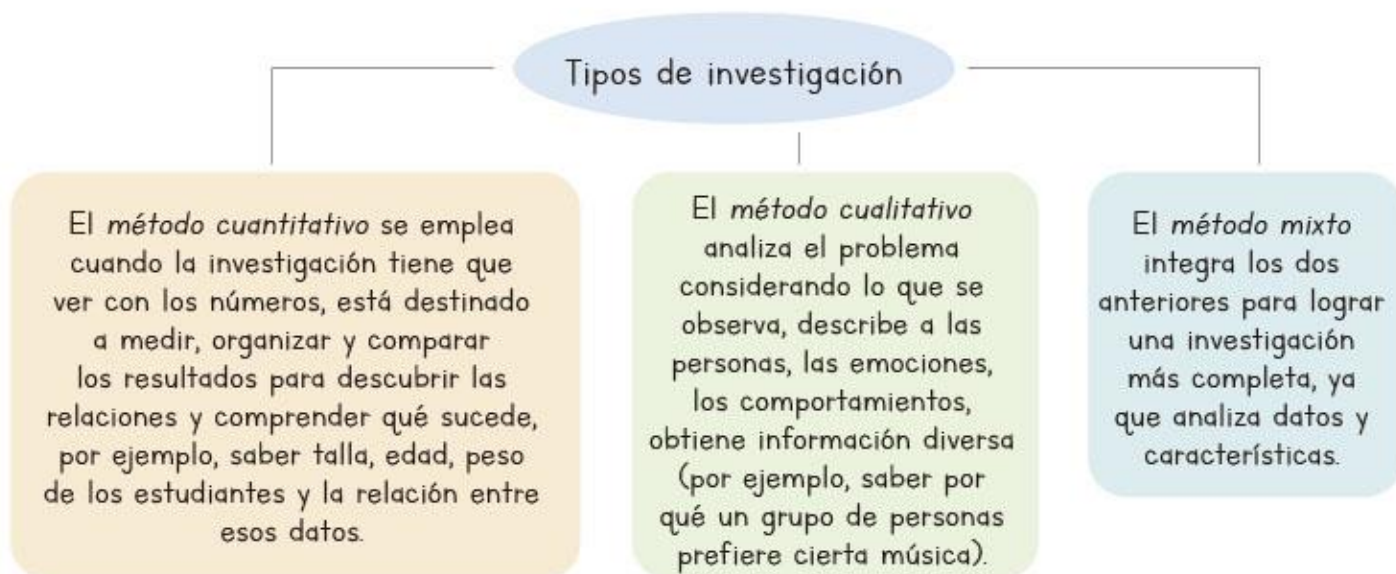 Tipos de investigación
El método cuantitativo se emplea
cuando la investigación tiene que
ver con los números, está destinado
a medir, organizar y comparar
los resultados para descubrir las
relaciones y comprender qué sucede,
por ejemplo, saber talla, edad, peso
de los estudiantes y la relación entre
esos datos.
El método cualitativo
analiza el problema
considerando lo que se
observa, describe a las
personas, las emociones,
los comportamientos,
obtiene información diversa
(por ejemplo, saber por
qué un grupo de personas
prefiere cierta música).
El método mixto
integra los dos
anteriores para lograr
una investigación
más completa, ya
que analiza datos y
características.